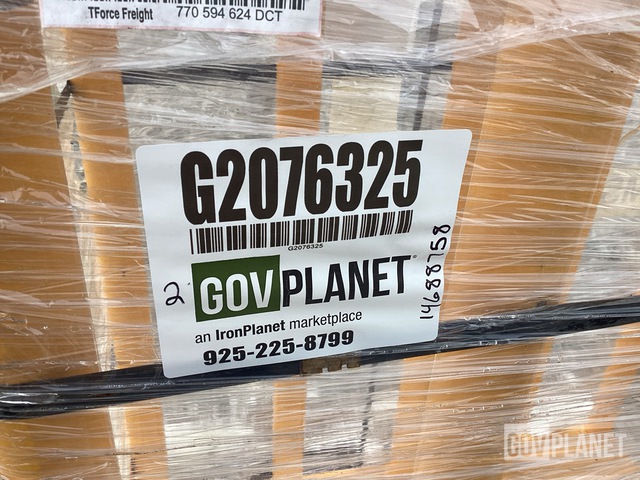 TForce Freight 770 594 624 DCT
G2076325
G2076325
2
GOVPLANET®
14688758
an IronPlanet marketplace
925-225-8799
GOVPLANET